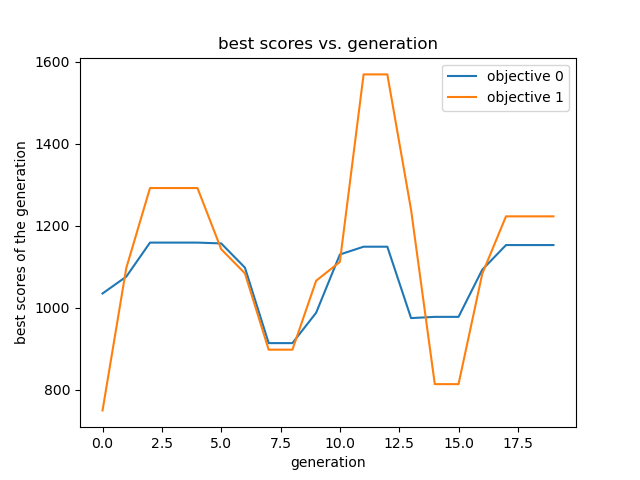 best scores vs. generation
objective 0
objective 1
best scores of the generation
1600
1400
1200
1000
800
0.0 2.5 5.0 7.5 10.0 12.5 15.0 17.5
generation